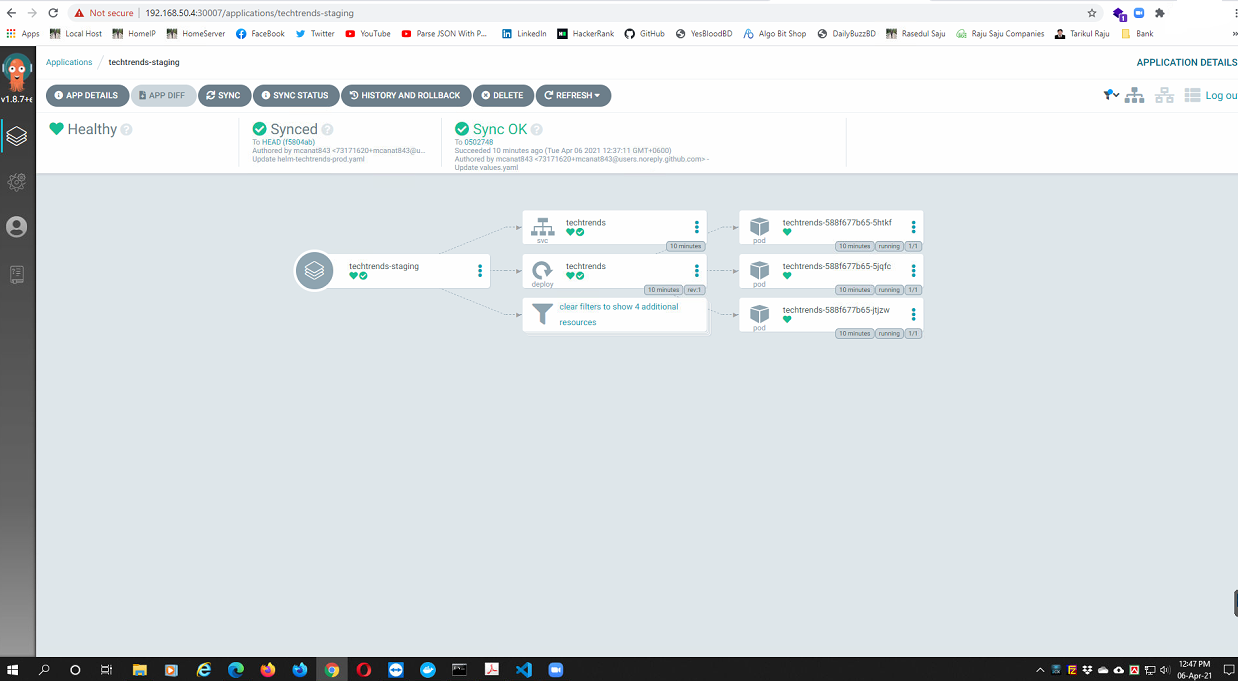 Not secure | 192.168.50.4:30007/applications/techtrends-staging
1
Apps Local Host HomeIP HomeServer FaceBook Twitter YouTube Parse JSON With P... LinkedIn HackerRank GitHub YesBloodBD Algo Bit Shop DailyBuzzBD Rasedul Saju Raju Saju Companies Tarikul Raju Bank »
Applications / techtrends-staging APPLICATION DETAILS
v1.8.7+e
APP DETAILS APP DIFF SYNC SYNC STATUS HISTORY AND ROLLBACK DELETE REFRESH Log ou
Healthy
Synced
To HEAD (f5804ab)
Authored by mcanat843 <73171620+mcanat843@u...
Update helm-techtrends-prod.yaml
Sync OK
To 0502748
Succeeded 10 minutes ago (Tue Apr 06 2021 12:37:11 GMT+0600)
Authored by mcanat843 <73171620+mcanat843@users.noreply.github.com> -
Update values.yaml
techtrends-staging
techtrends
svc
10 minutes
techtrends
deploy
10 minutes rev:1
clear filters to show 4 additional
resources
techtrends-588f677b65-5htkf
pod
10 minutes running 1/1
techtrends-588f677b65-5jqfc
pod
10 minutes running 1/1
techtrends-588f677b65-jtjzw
pod
10 minutes running 1/1
12:47 PM
06-Apr-21